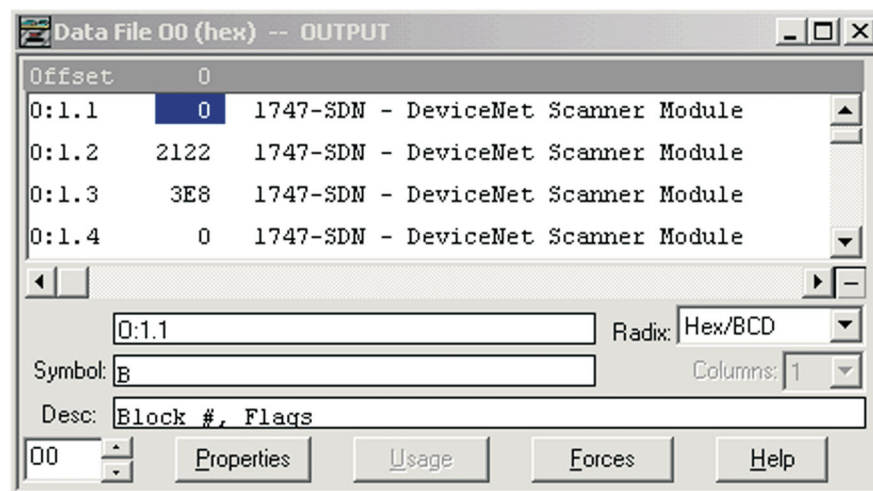 Data File O0 (hex) -- OUTPUT
Offset 0
O:1.1 0 1747-SDN - DeviceNet Scanner Module
O:1.2 2122 1747-SDN - DeviceNet Scanner Module
O:1.3 3E8 1747-SDN - DeviceNet Scanner Module
O:1.4 0 1747-SDN - DeviceNet Scanner Module
O:1.1 Radix: Hex/BCD
Symbol: B Columns: 1
Desc: Block #, Flags
O0 Properties Usage Forces Help